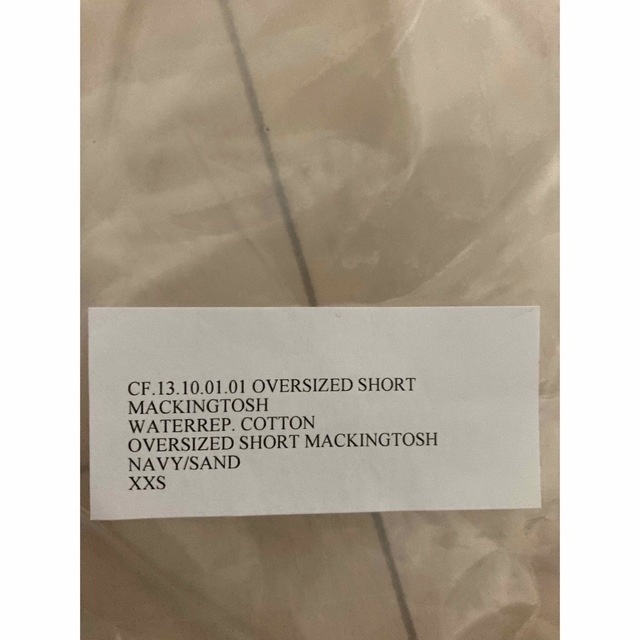 CF.13.10.01.01 OVERSIZED SHORT
MACKINGTOSH
WATERREP. COTTON
OVERSIZED SHORT MACKINGTOSH
NAVY/SAND
XXS